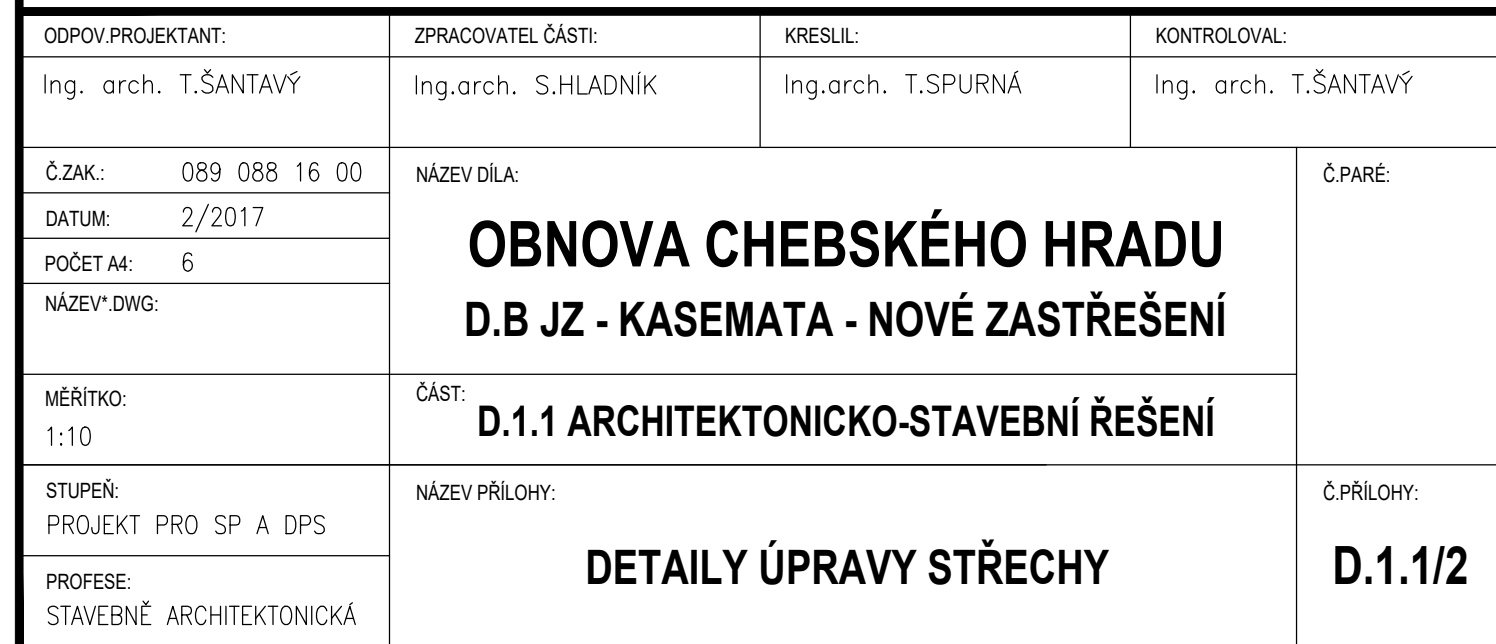 ODPOV.PROJEKTANT:
Ing. arch. T.ŠANTAVÝ
ZPRACOVATEL ČÁSTI:
Ing.arch. S.HLADNÍK
KRESLIL:
Ing.arch. T.SPURNÁ
KONTROLOVAL:
Ing. arch. T.ŠANTAVÝ
Č.ZAK.: 089 088 16 00
DATUM: 2/2017
POČET A4: 6
NÁZEV*.DWG:
NÁZEV DÍLA:
OBNOVA CHEBSKÉHO HRADU
D.B JZ - KASEMATA - NOVÉ ZASTŘEŠENÍ
Č.PARÉ:
MĚŘÍTKO:
1:10
ČÁST:
D.1.1 ARCHITEKTONICKO-STAVEBNÍ ŘEŠENÍ
STUPEŇ:
PROJEKT PRO SP A DPS
PROFESE:
STAVEBNĚ ARCHITEKTONICKÁ
NÁZEV PŘÍLOHY:
DETAILY ÚPRAVY STŘECHY
Č.PŘÍLOHY:
D.1.1/2